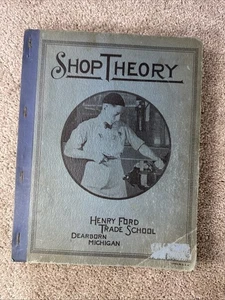 SHOP THEORY
HENRY FORD
TRADE SCHOOL
DEARBORN
MICHIGAN